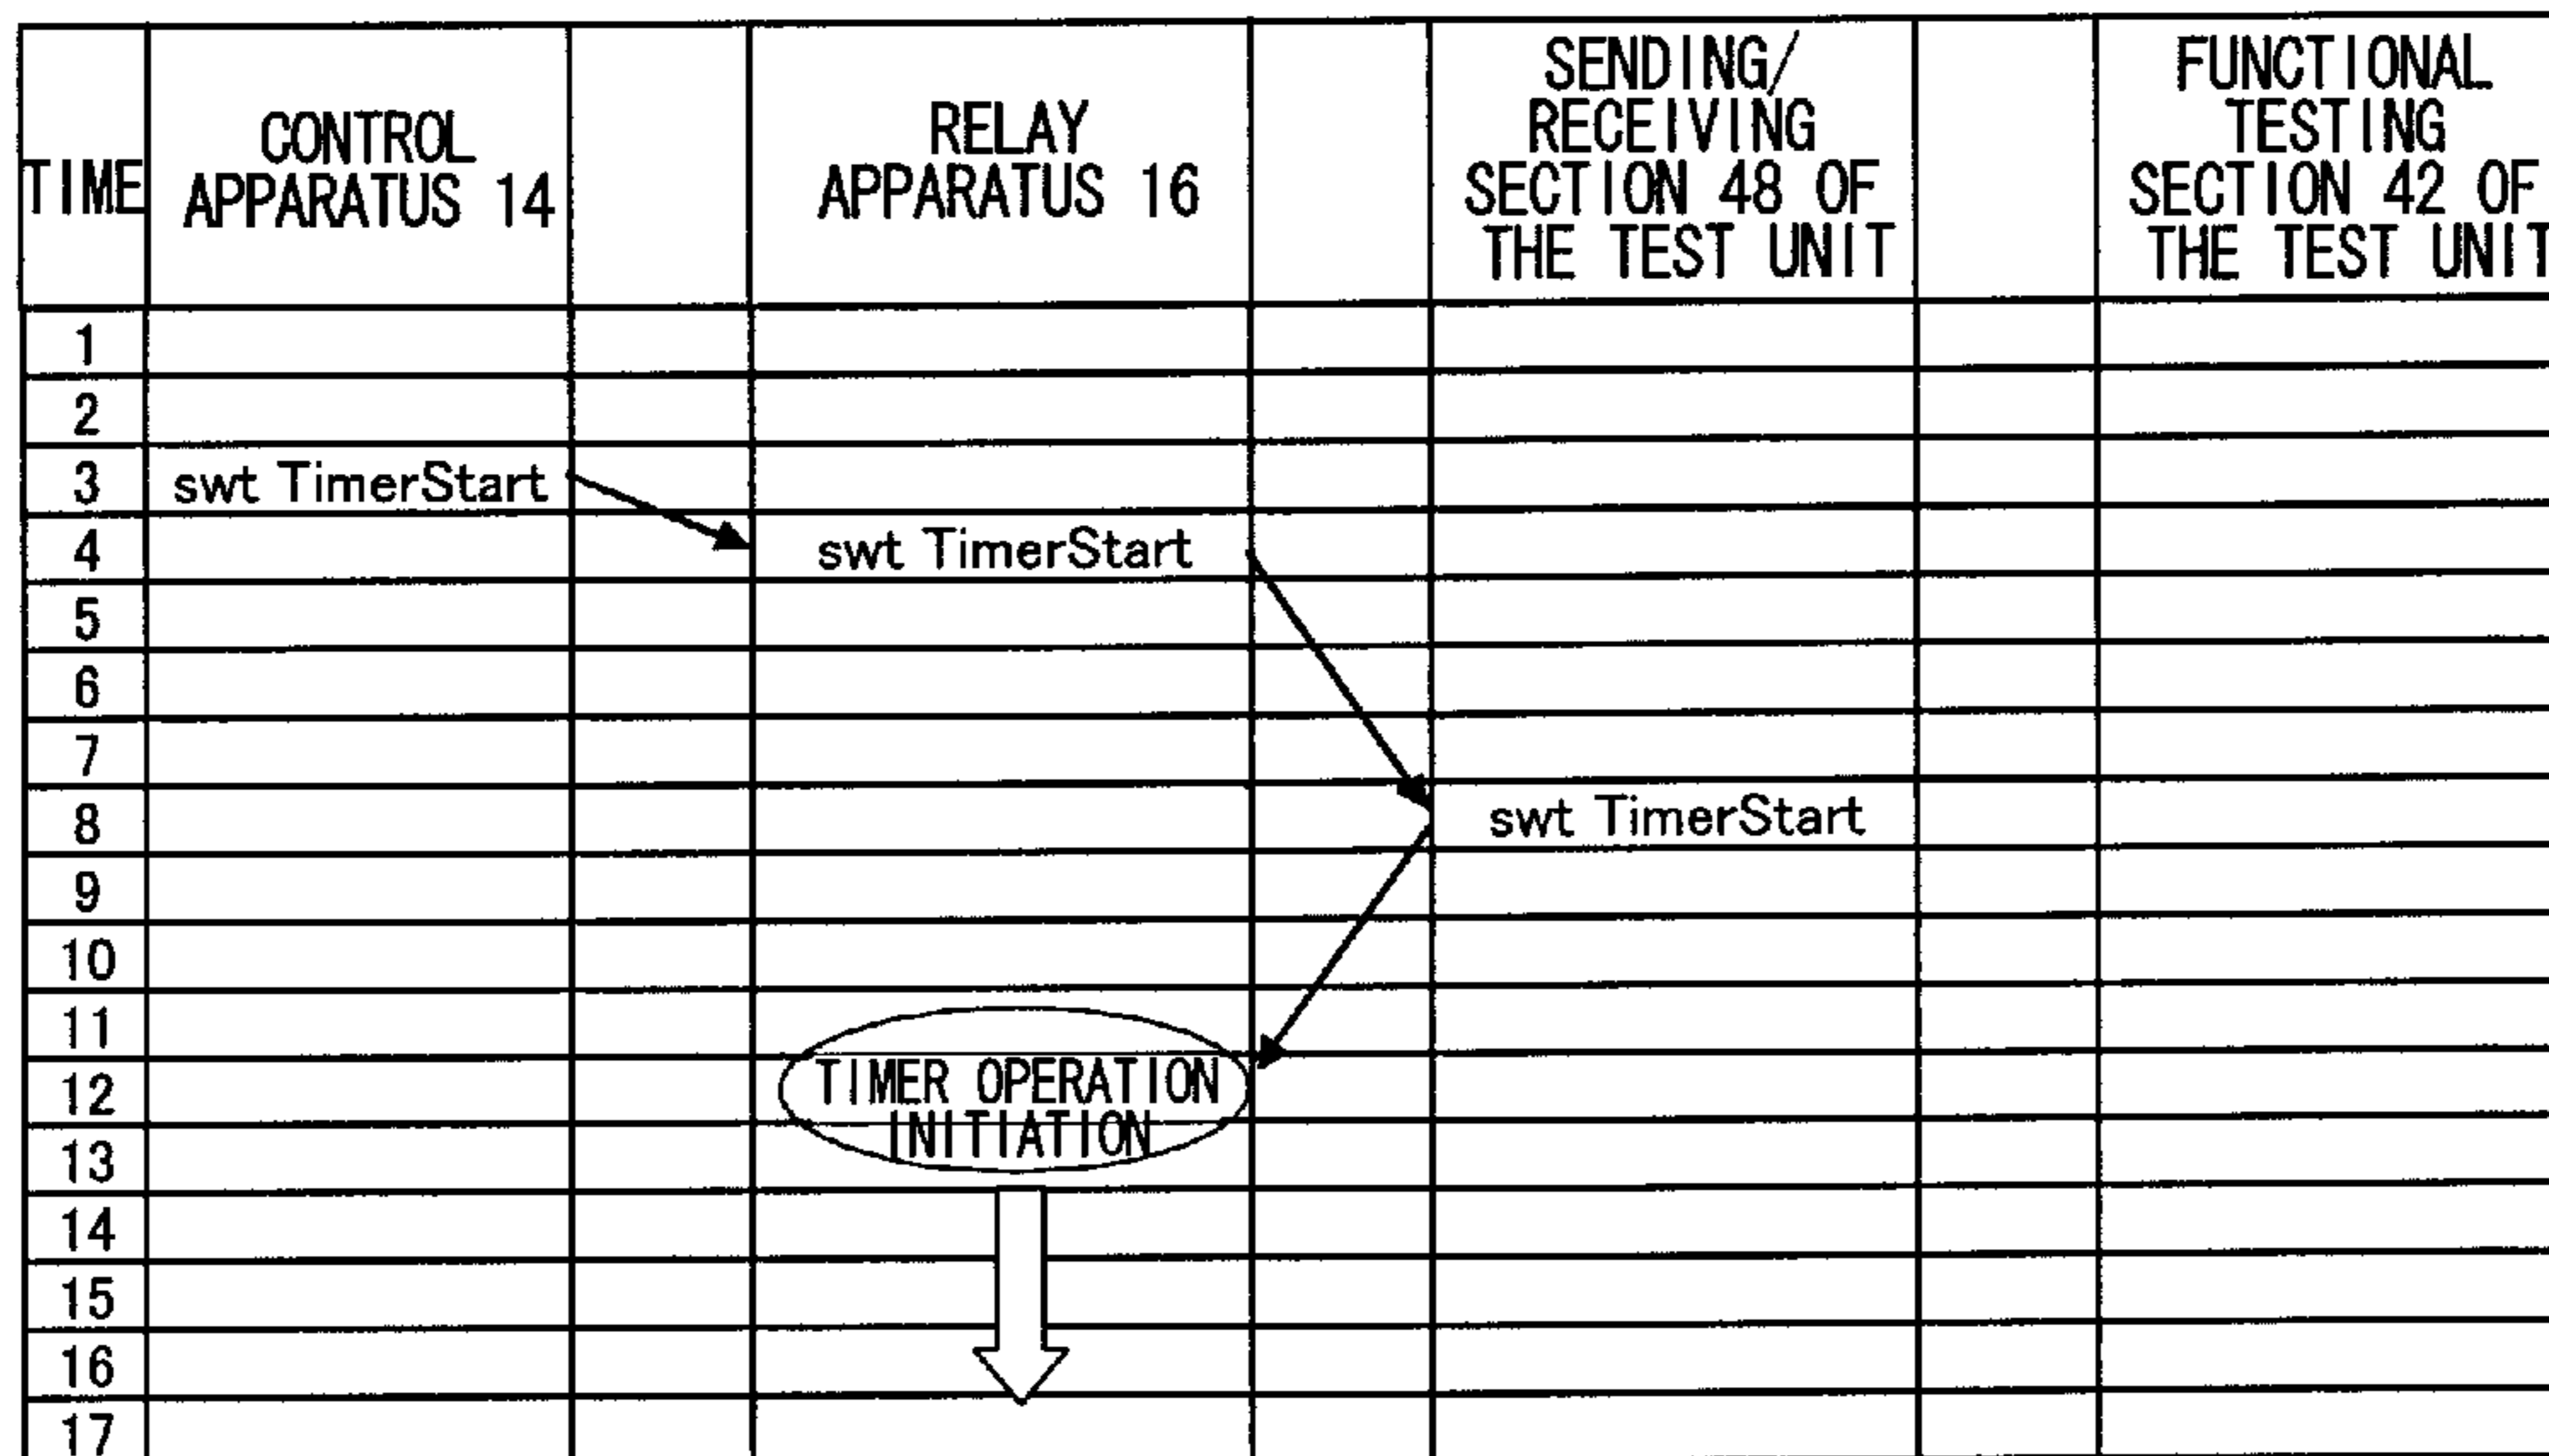 TIME
CONTROL
APPARATUS 14
RELAY
APPARATUS 16
SENDING/
RECEIVING
SECTION 48 OF
THE TEST UNIT
FUNCTIONAL
TESTING
SECTION 42 OF
THE TEST UNIT
1
2
3 swt TimerStart
4 swt TimerStart
5
6
7
8 swt TimerStart
9
10
11
12 TIMER OPERATION
INITIATION
13
14
15
16
17